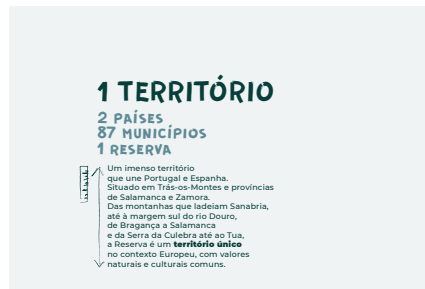 1 TERRITÓRIO
2 PAÍSES
87 MUNICÍPIOS
1 RESERVA
Um imenso território
que une Portugal e Espanha.
Situado em Trás-os-Montes e províncias
de Salamanca e Zamora.
Das montanhas que ladeiam Sanabria,
até à margem sul do rio Douro,
de Bragança a Salamanca
e da Serra da Culebra até ao Tua,
a Reserva é um território único
no contexto Europeu, com valores
naturais e culturais comuns.